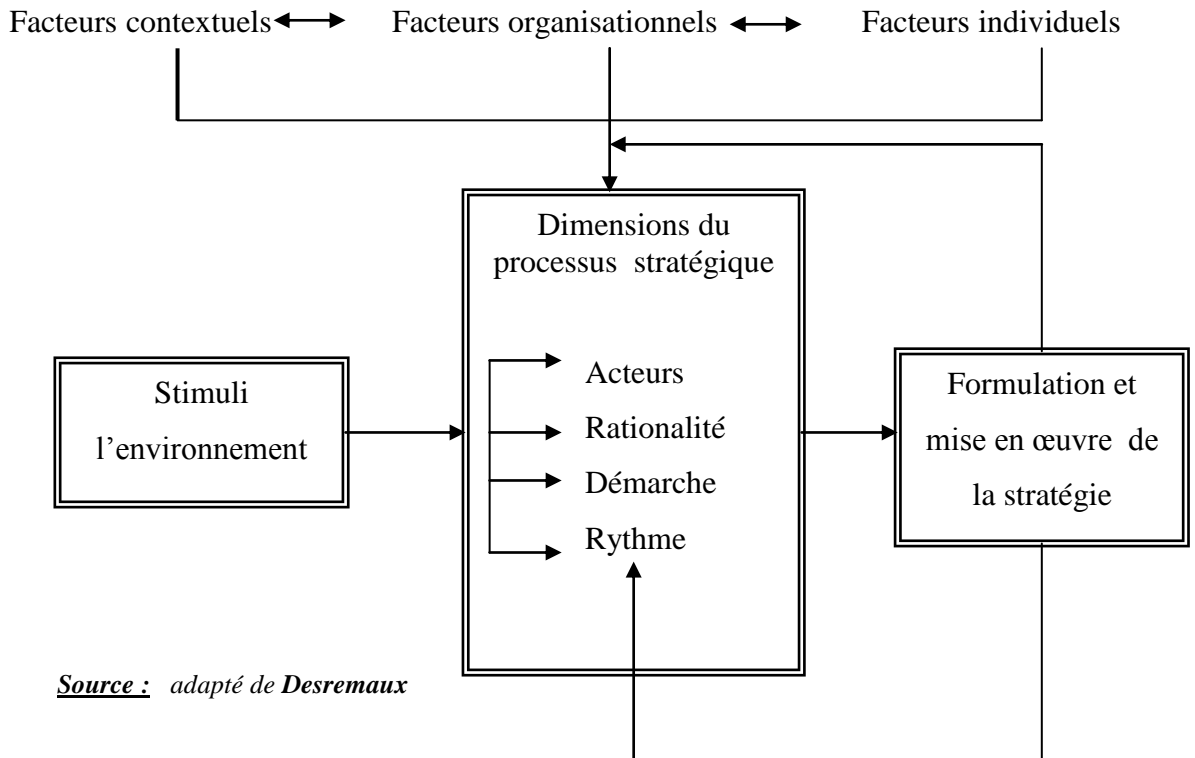 Facteurs contextuels Facteurs organisationnels Facteurs individuels
Dimensions du
processus stratégique
Acteurs
Rationalité
Démarche
Rythme
Stimuli
l’environnement
Formulation et
mise en œuvre de
la stratégie
Source : adapté de Desremaux